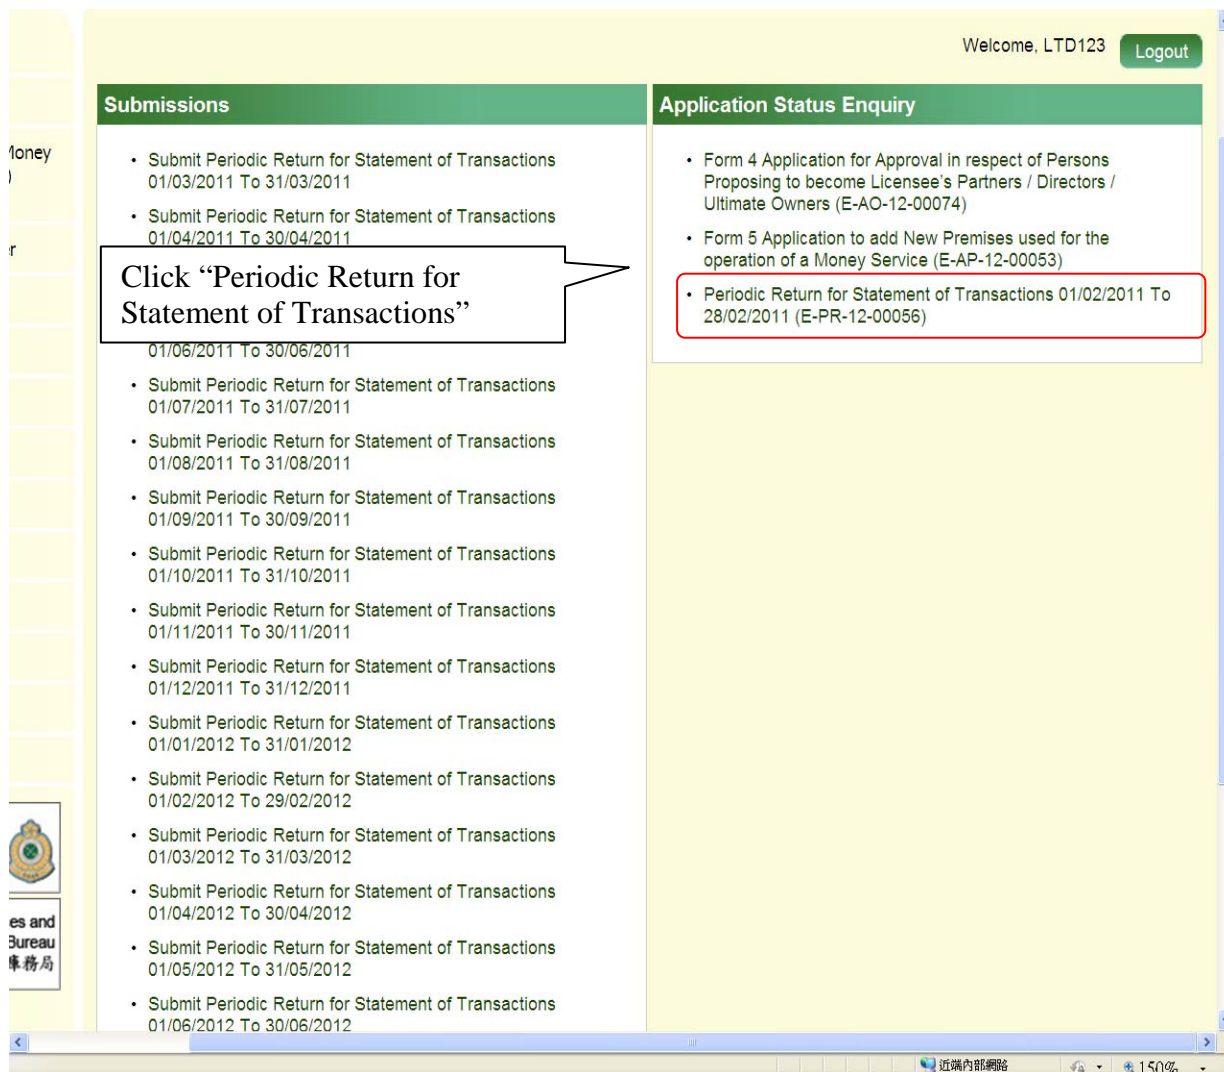 Welcome, LTD123
Logout
Submissions
Submit Periodic Return for Statement of Transactions
01/03/2011 To 31/03/2011
Submit Periodic Return for Statement of Transactions
01/04/2011 To 30/04/2011
Click “Periodic Return for
Statement of Transactions”
01/06/2011 To 30/06/2011
Submit Periodic Return for Statement of Transactions
01/07/2011 To 31/07/2011
Submit Periodic Return for Statement of Transactions
01/08/2011 To 31/08/2011
Submit Periodic Return for Statement of Transactions
01/09/2011 To 30/09/2011
Submit Periodic Return for Statement of Transactions
01/10/2011 To 31/10/2011
Submit Periodic Return for Statement of Transactions
01/11/2011 To 30/11/2011
Submit Periodic Return for Statement of Transactions
01/12/2011 To 31/12/2011
Submit Periodic Return for Statement of Transactions
01/01/2012 To 31/01/2012
Submit Periodic Return for Statement of Transactions
01/02/2012 To 29/02/2012
Submit Periodic Return for Statement of Transactions
01/03/2012 To 31/03/2012
Submit Periodic Return for Statement of Transactions
01/04/2012 To 30/04/2012
Submit Periodic Return for Statement of Transactions
01/05/2012 To 31/05/2012
Submit Periodic Return for Statement of Transactions
01/06/2012 To 30/06/2012
Application Status Enquiry
Form 4 Application for Approval in respect of Persons
Proposing to become Licensee's Partners / Directors /
Ultimate Owners (E-AO-12-00074)
Form 5 Application to add New Premises used for the
operation of a Money Service (E-AP-12-00053)
Periodic Return for Statement of Transactions 01/02/2011 To
28/02/2011 (E-PR-12-00056)
es and
Bureau
庫務局
近端內部網路
150%